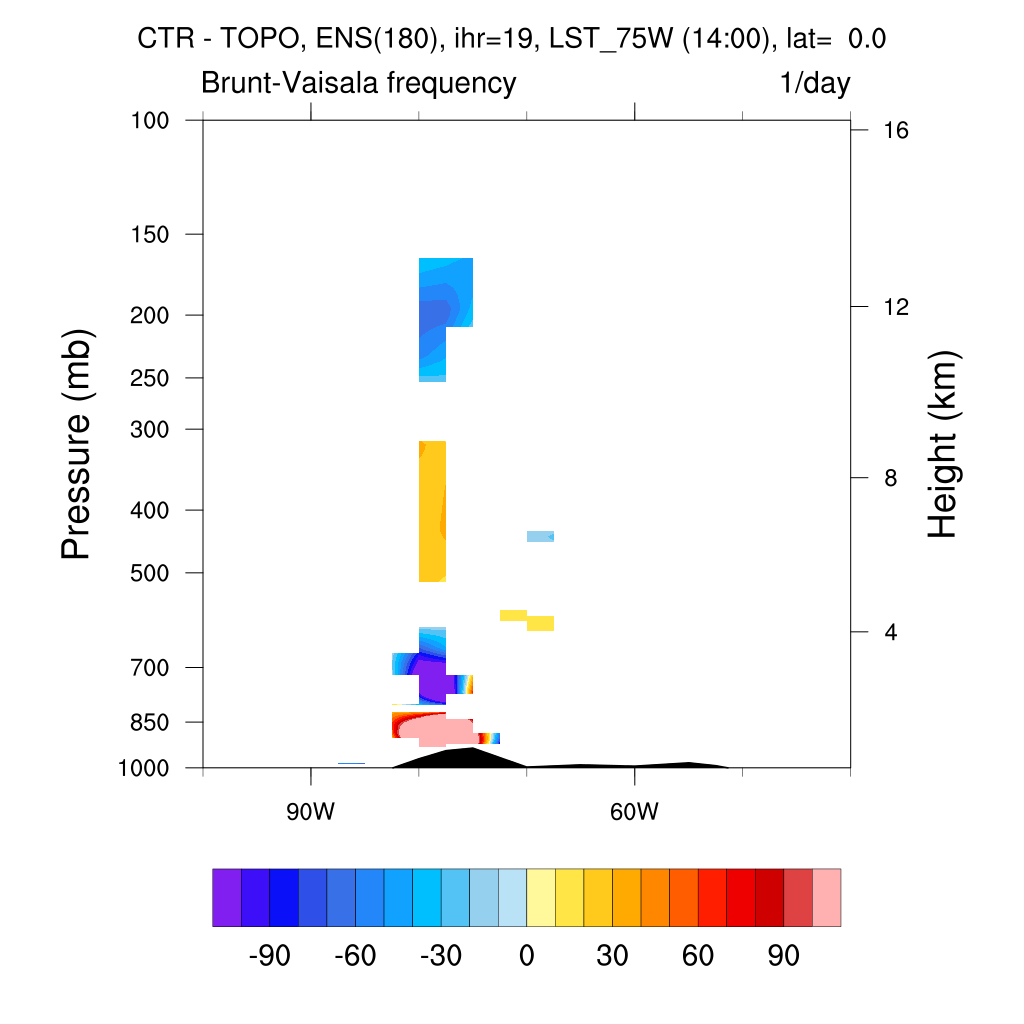 CTR - TOPO, ENS(180), ihr=19, LST_75W (14:00), lat= 0.0
Brunt-Vaisala frequency 1/day
100
150
200
250
300
400
500
700
850
1000
Pressure (mb)
16
12
8
4
Height (km)
90W 60W
-90 -60 -30 0 30 60 90